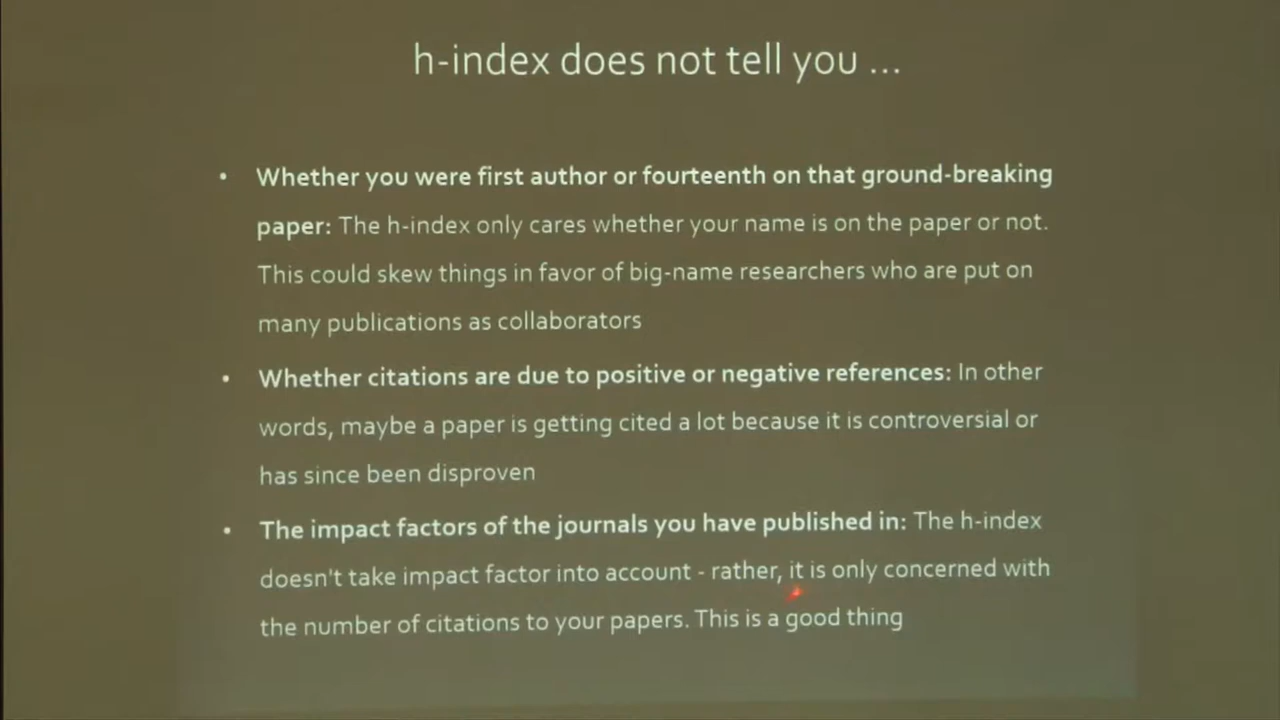 h-index does not tell you ...
• Whether you were first author or fourteenth on that ground-breaking
paper: The h-index only cares whether your name is on the paper or not.
This could skew things in favor of big-name researchers who are put on
many publications as collaborators
• Whether citations are due to positive or negative references: In other
words, maybe a paper is getting cited a lot because it is controversial or
has since been disproven
• The impact factors of the journals you have published in: The h-index
doesn't take impact factor into account - rather, it is only concerned with
the number of citations to your papers. This is a good thing